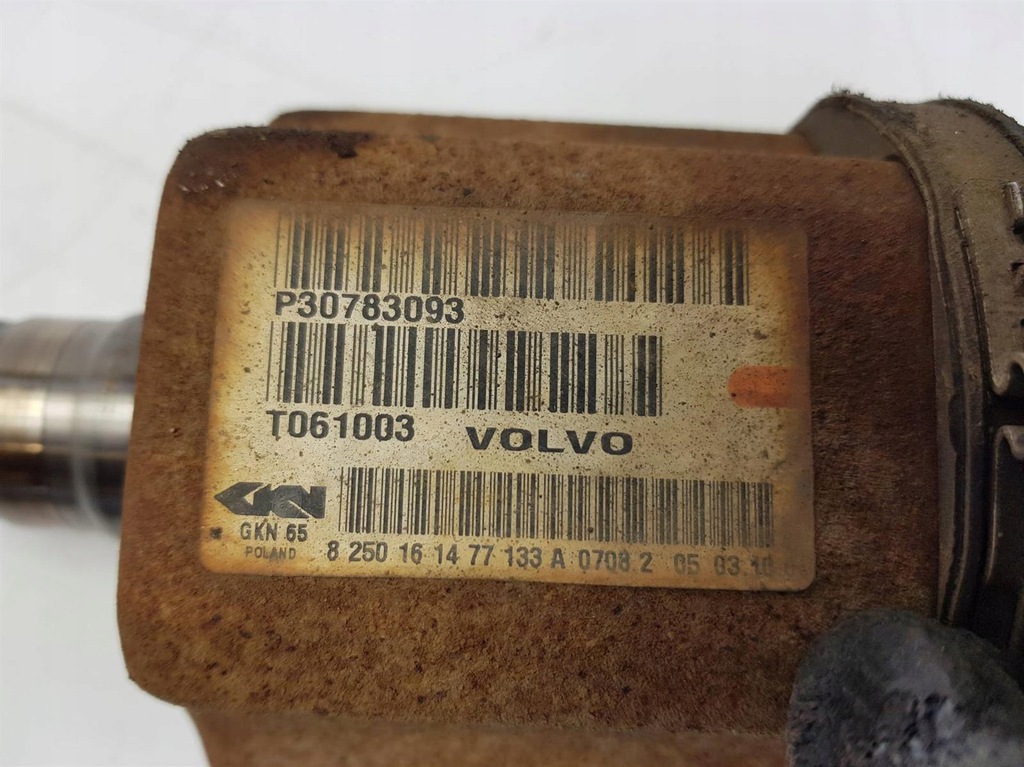 P30783093
T061003 VOLVO
GKN
GKN 65
POLAND
8 250 16 14 77 133 A 0708 2 05 03 10